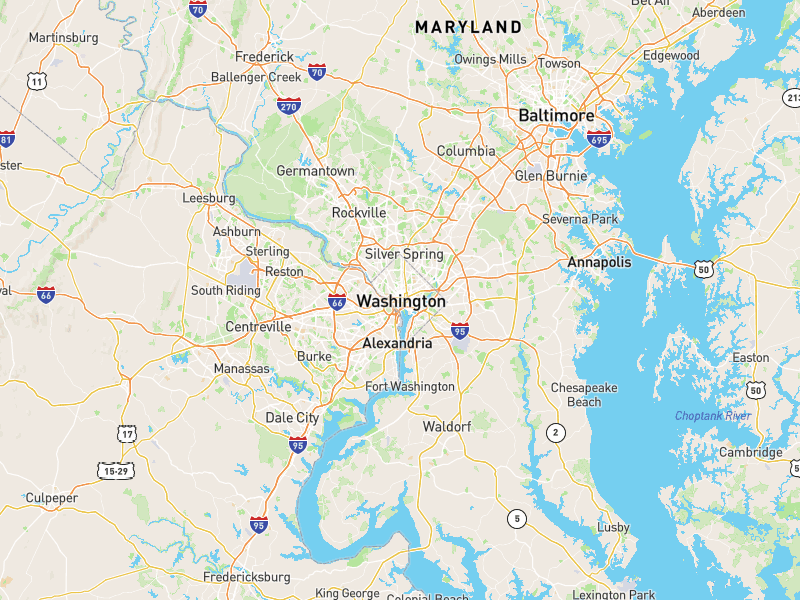 Bel Air
Aberdeen
70
MARYLAND
Martinsburg
Frederick
Owings Mills
Towson
Edgewood
70
Ballenger Creek
11
270
213
Baltimore
81
695
Columbia
Germantown
Glen Burnie
Leesburg
Rockville
Severna Park
Ashburn
Sterling
Silver Spring
Annapolis
Reston
50
South Riding
66
66
Washington
Centreville
95
Alexandria
Burke
Easton
Manassas
Fort Washington
Chesapeake
Beach
50
Dale City
Choptank River
Waldorf
17
2
95
Cambridge
15-29
Culpeper
5
95
Lusby
Fredericksburg
King George
Colonial Beach
Lexington Park